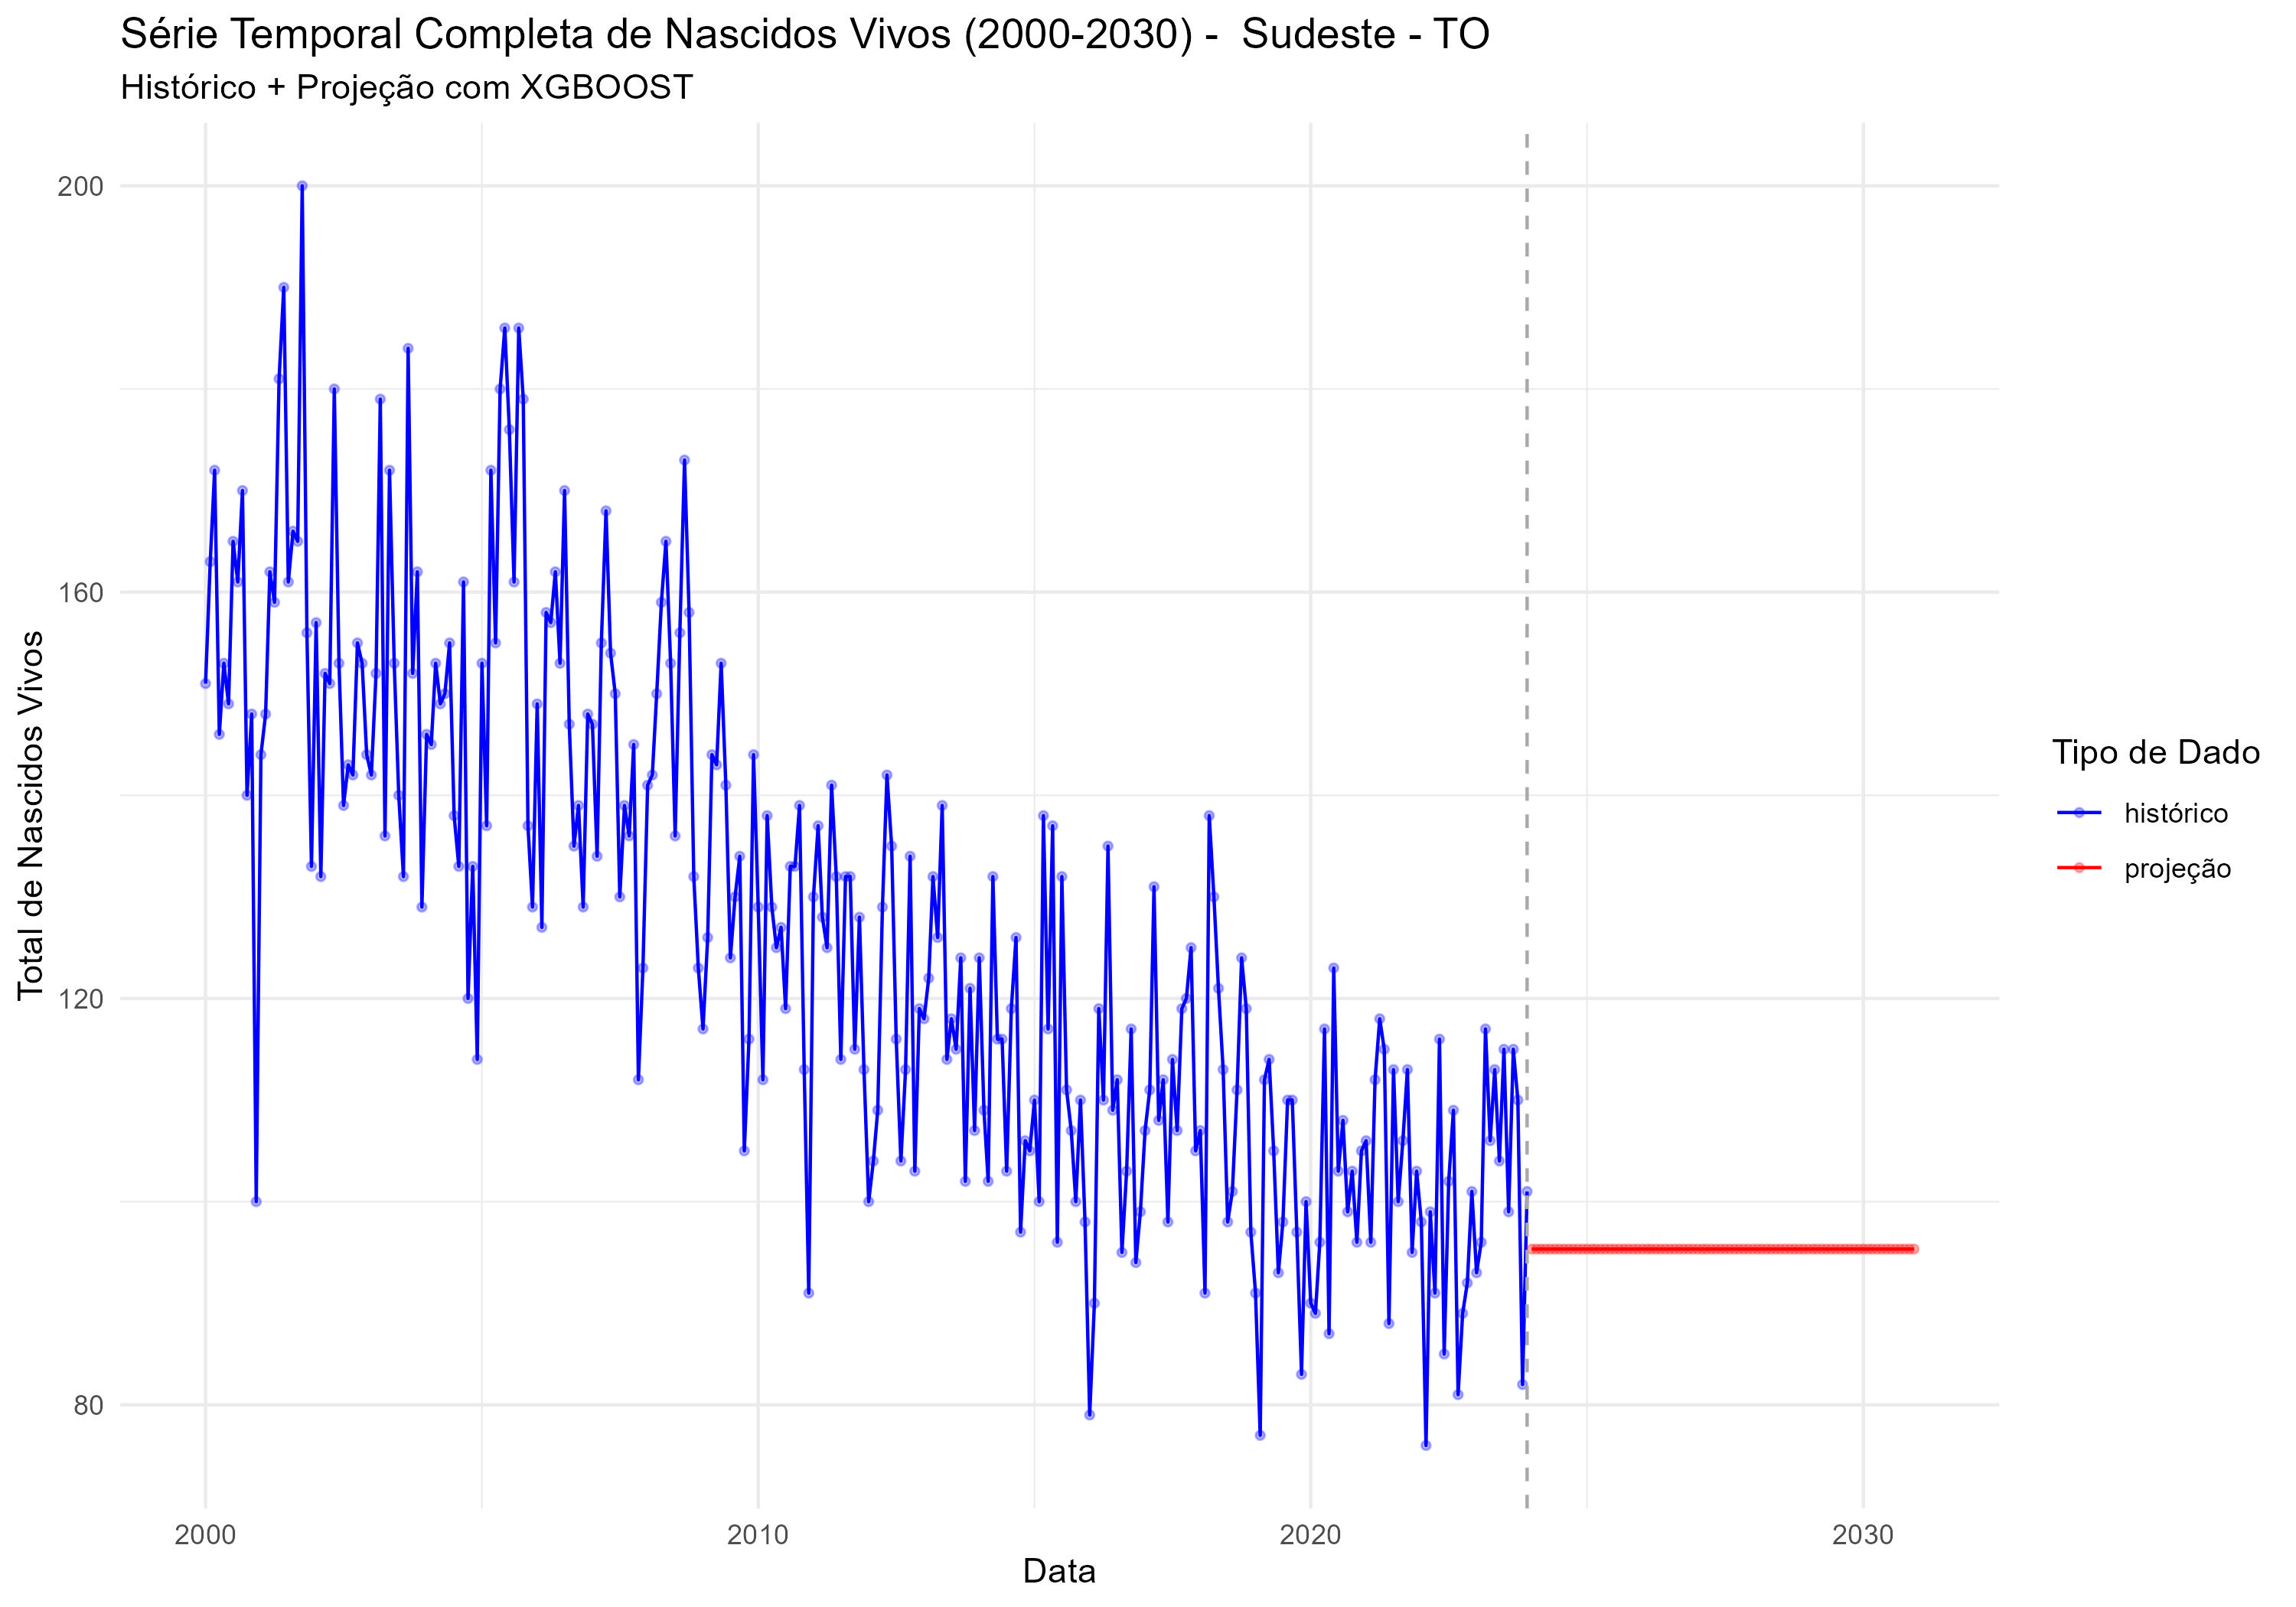 Série Temporal Completa de Nascidos Vivos (2000-2030) -  Sudeste - TO
Histórico + Projeção com XGBOOST
Total de Nascidos Vivos
200
160
120
80
2000
2010
2020
2030
Data
Tipo de Dado
histórico
projeção